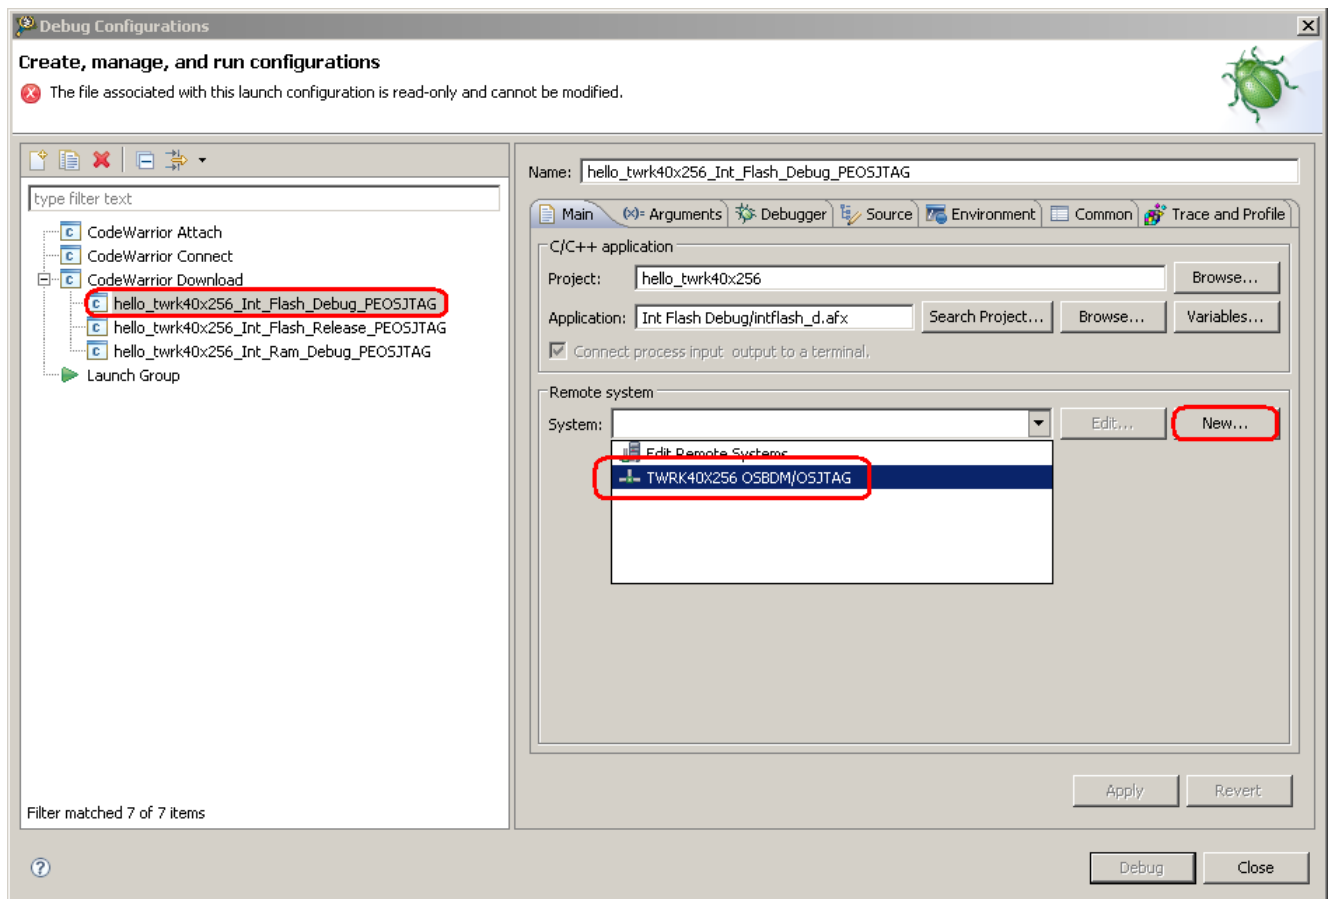 Debug Configurations
Create, manage, and run configurations
The file associated with this launch configuration is read-only and cannot be modified.
type filter text
CodeWarrior Attach
CodeWarrior Connect
CodeWarrior Download
hello_twrk40x256_Int_Flash_Debug_PEOSJTAG
hello_twrk40x256_Int_Flash_Release_PEOSJTAG
hello_twrk40x256_Int_Ram_Debug_PEOSJTAG
Launch Group
Filter matched 7 of 7 items
Name: hello_twrk40x256_Int_Flash_Debug_PEOSJTAG
Main (x)= Arguments Debugger Source Environment Common Trace and Profile
C/C++ application
Project: hello_twrk40x256 Browse...
Application: Int Flash Debug/intflash_d.afx Search Project... Browse... Variables...
Connect process input output to a terminal.
Remote system
System: Edit... New...
Edit Remote Systems
TWRK40X256 OSBDM/OSJTAG
Apply Revert
? Debug Close